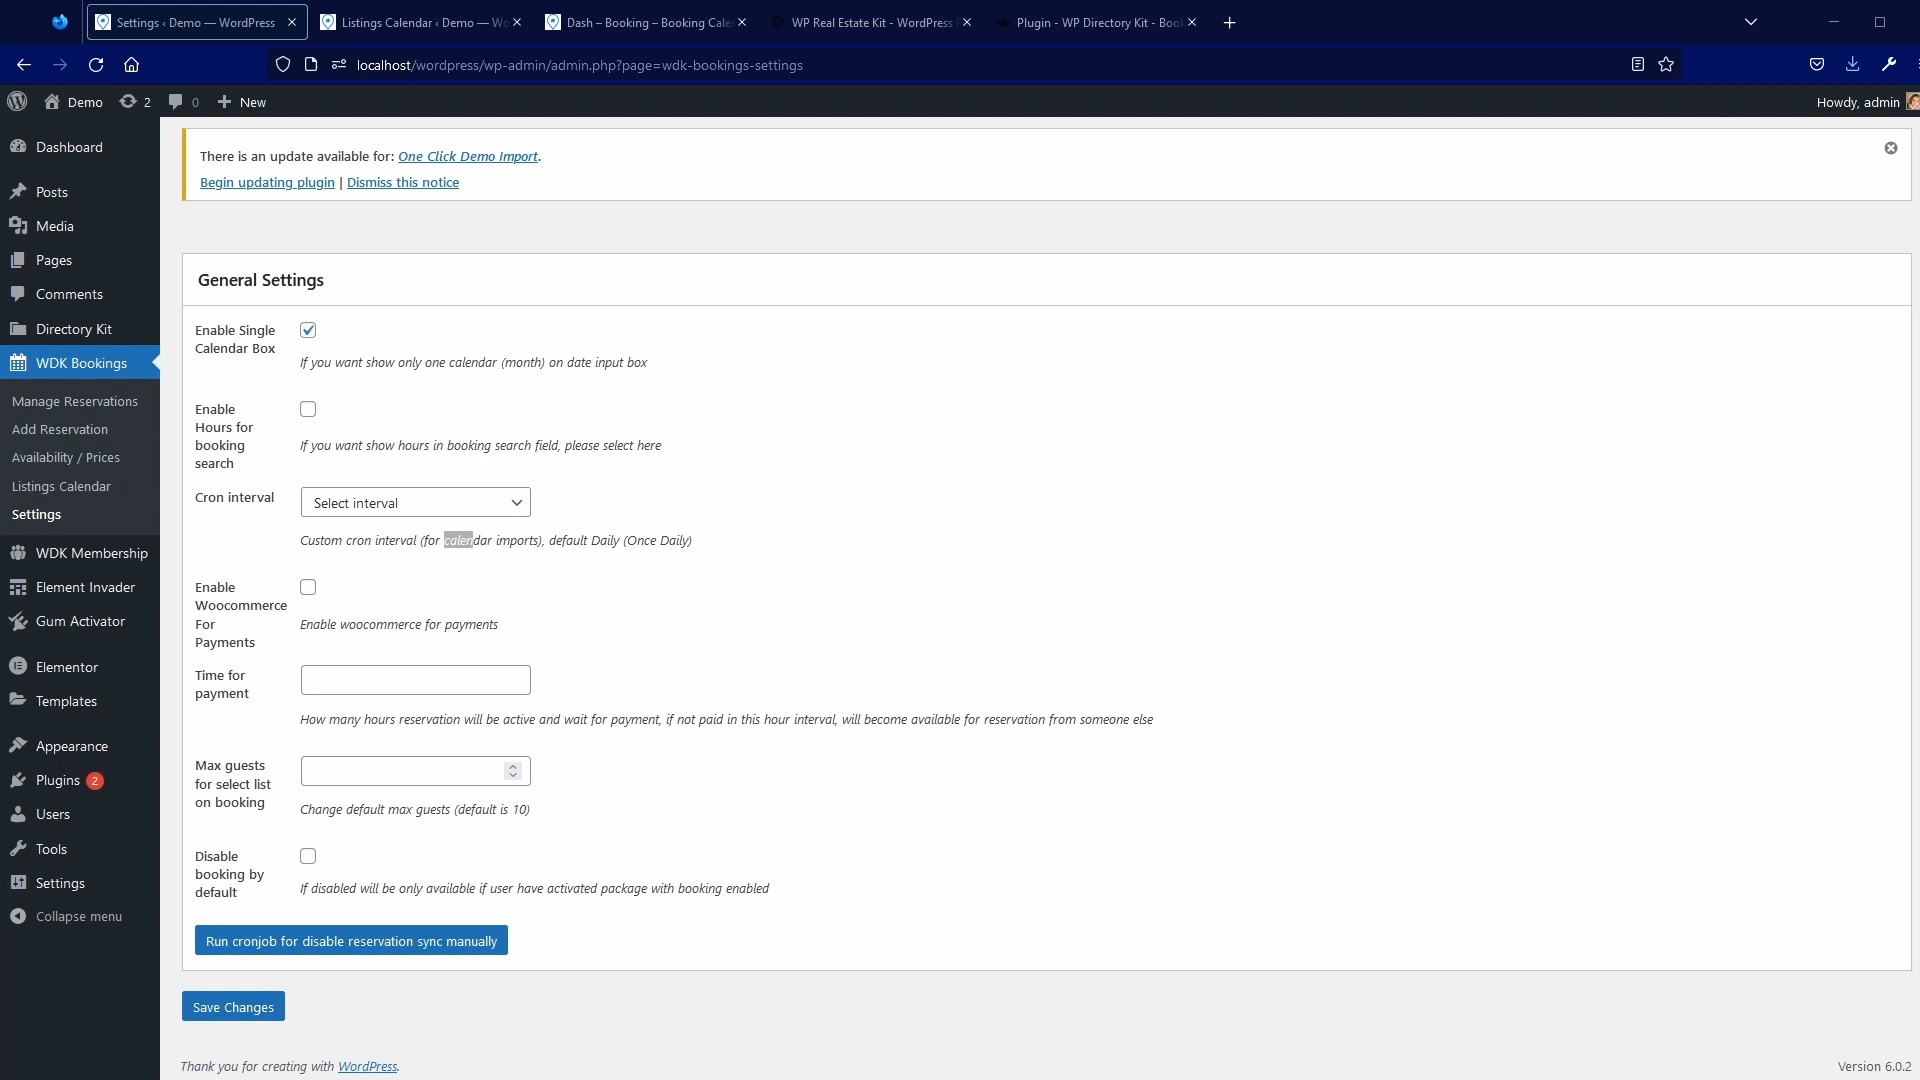 Settings ‹ Demo — WordPress
Listings Calendar ‹ Demo — Wo
Dash – Booking – Booking Cale
WP Real Estate Kit - WordPress
Plugin - WP Directory Kit - Book
localhost/wordpress/wp-admin/admin.php?page=wdk-bookings-settings
Demo
2
0
New
Howdy, admin
Dashboard
Posts
Media
Pages
Comments
Directory Kit
WDK Bookings
Manage Reservations
Add Reservation
Availability / Prices
Listings Calendar
Settings
WDK Membership
Element Invader
Gum Activator
Elementor
Templates
Appearance
Plugins 2
Users
Tools
Settings
Collapse menu
There is an update available for: One Click Demo Import.
Begin updating plugin | Dismiss this notice
General Settings
Enable Single
Calendar Box
If you want show only one calendar (month) on date input box
Enable
Hours for
booking
search
If you want show hours in booking search field, please select here
Cron interval
Select interval
Custom cron interval (for calendar imports), default Daily (Once Daily)
Enable
Woocommerce
For
Payments
Enable woocommerce for payments
Time for
payment
How many hours reservation will be active and wait for payment, if not paid in this hour interval, will become available for reservation from someone else
Max guests
for select list
on booking
Change default max guests (default is 10)
Disable
booking by
default
If disabled will be only available if user have activated package with booking enabled
Run cronjob for disable reservation sync manually
Save Changes
Thank you for creating with WordPress.
Version 6.0.2